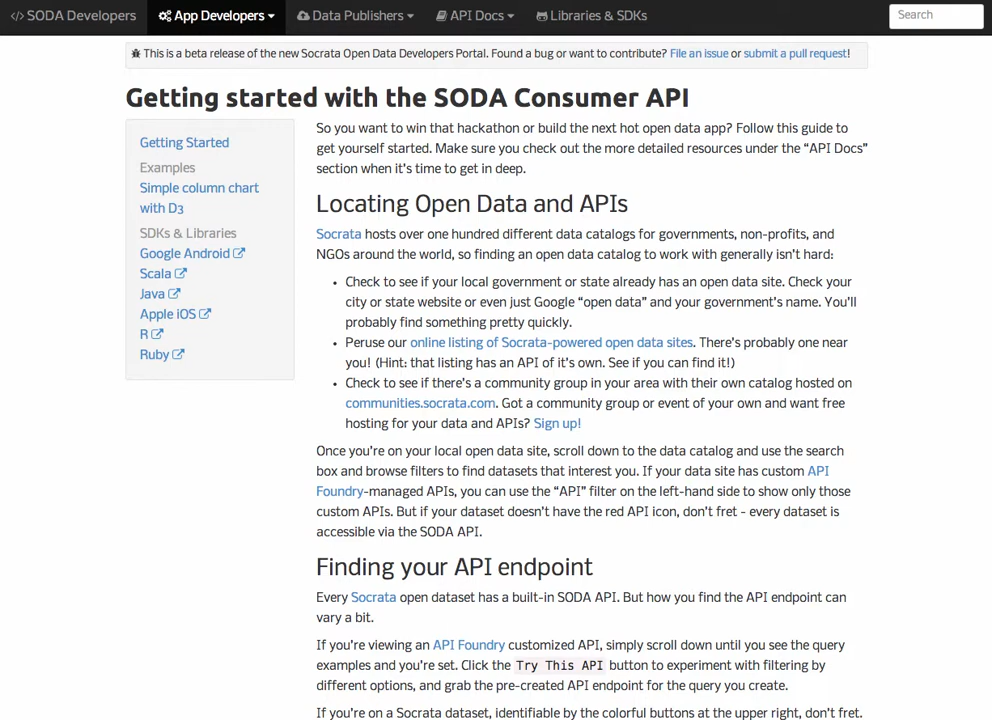 SODA Developers App Developers Data Publishers API Docs Libraries & SDKs Search
This is a beta release of the new Socrata Open Data Developers Portal. Found a bug or want to contribute? File an issue or submit a pull request!
Getting started with the SODA Consumer API
Getting Started
Examples
Simple column chart
with D3
SDKs & Libraries
Google Android
Scala
Java
Apple iOS
R
Ruby
So you want to win that hackathon or build the next hot open data app? Follow this guide to
get yourself started. Make sure you check out the more detailed resources under the “API Docs”
section when it's time to get in deep.
Locating Open Data and APIs
Socrata hosts over one hundred different data catalogs for governments, non-profits, and
NGOs around the world, so finding an open data catalog to work with generally isn't hard:
• Check to see if your local government or state already has an open data site. Check your
city or state website or even just Google “open data” and your government's name. You'll
probably find something pretty quickly.
• Peruse our online listing of Socrata-powered open data sites. There's probably one near
you! (Hint: that listing has an API of it's own. See if you can find it!)
• Check to see if there's a community group in your area with their own catalog hosted on
communities.socrata.com. Got a community group or event of your own and want free
hosting for your data and APIs? Sign up!
Once you're on your local open data site, scroll down to the data catalog and use the search
box and browse filters to find datasets that interest you. If your data site has custom API
Foundry-managed APIs, you can use the “API” filter on the left-hand side to show only those
custom APIs. But if your dataset doesn't have the red API icon, don't fret - every dataset is
accessible via the SODA API.
Finding your API endpoint
Every Socrata open dataset has a built-in SODA API. But how you find the API endpoint can
vary a bit.
If you're viewing an API Foundry customized API, simply scroll down until you see the query
examples and you're set. Click the Try This API button to experiment with filtering by
different options, and grab the pre-created API endpoint for the query you create.
If you're on a Socrata dataset, identifiable by the colorful buttons at the upper right, don't fret.